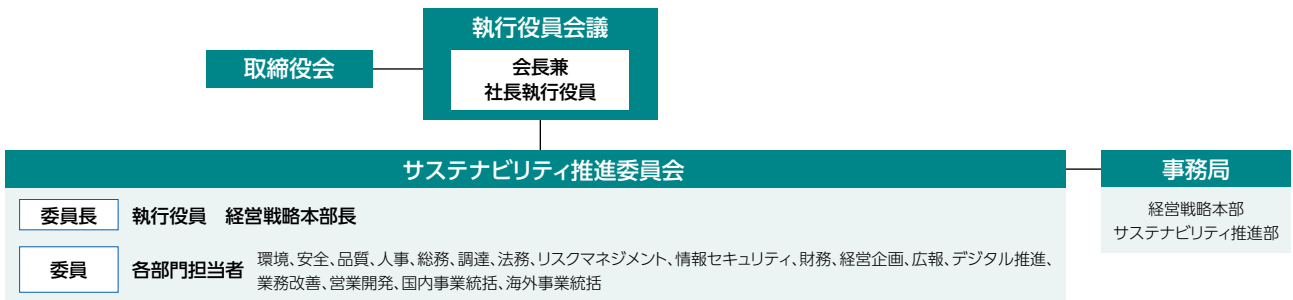 執行役員会議
取締役会
会長兼
社長執行役員
サステナビリティ推進委員会
事務局
委員長 執行役員 経営戦略本部長
経営戦略本部
サステナビリティ推進部
委員 各部門担当者 環境、安全、品質、人事、総務、調達、法務、リスクマネジメント、情報セキュリティ、財務、経営企画、広報、デジタル推進、
業務改善、営業開発、国内事業統括、海外事業統括